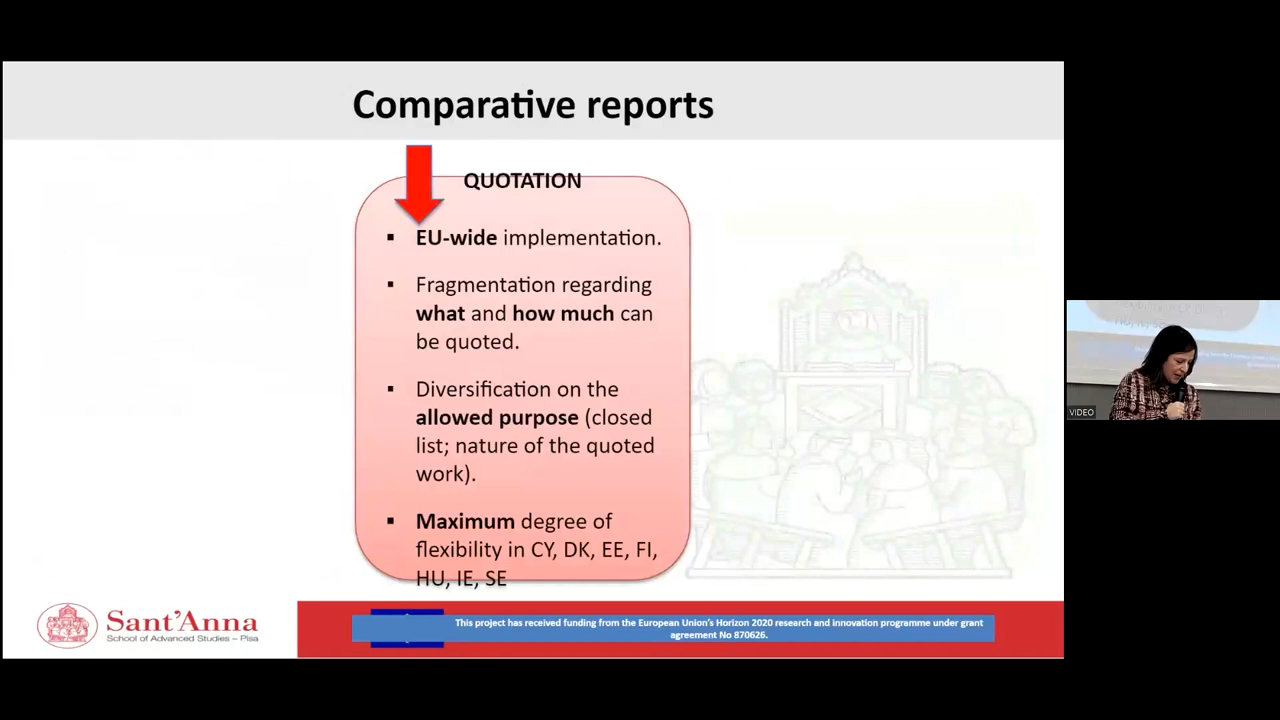 Comparative reports
QUOTATION
▪ EU-wide implementation.
▪ Fragmentation regarding
what and how much can
be quoted.
▪ Diversification on the
allowed purpose (closed
list; nature of the quoted
work).
▪ Maximum degree of
flexibility in CY, DK, EE, FI,
HU, IE, SE
Sant'Anna
School of Advanced Studies – Pisa
This project has received funding from the European Union's Horizon 2020 research and innovation programme under grant
agreement No 870626.
VIDEO